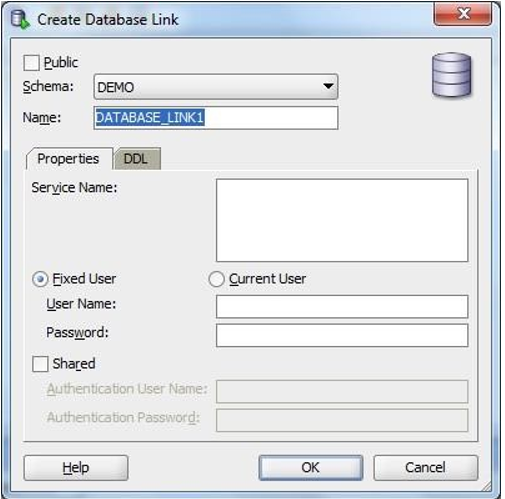 Create Database Link
Public
Schema: DEMO
Name: DATABASE_LINK1
Properties DDL
Service Name:
Fixed User Current User
User Name:
Password:
Shared
Authentication User Name:
Authentication Password:
Help OK Cancel